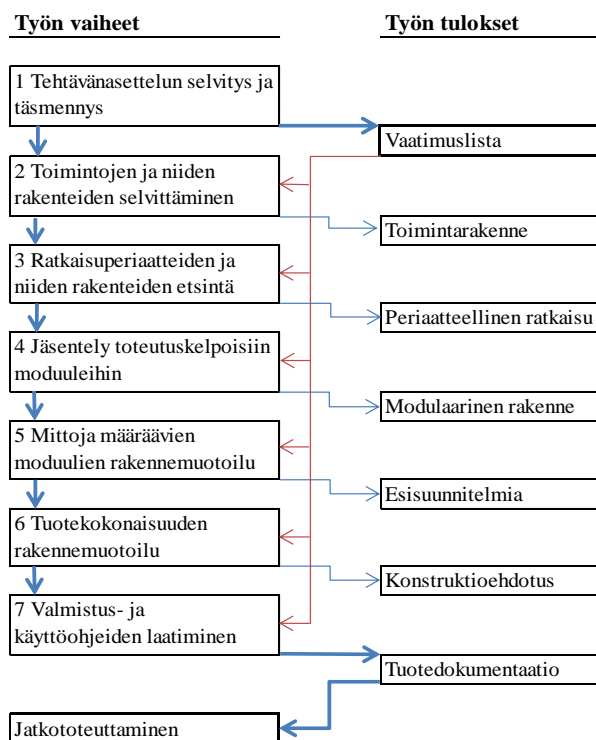 Työn vaiheet
Työn tulokset
1 Tehtävänasettelun selvitys ja
täsmennys
Vaatimuslista
2 Toimintojen ja niiden
rakenteiden selvittäminen
Toimintarakenne
3 Ratkaisuperiaatteiden ja
niiden rakenteiden etsintä
Periaatteellinen ratkaisu
4 Jäsentely toteutuskelpoisiin
moduuleihin
Modulaarinen rakenne
5 Mittoja määräävien
moduulien rakennemuotoilu
Esisuunnitelmia
6 Tuotekokonaisuuden
rakennemuotoilu
Konstruktioehdotus
7 Valmistus- ja
käyttöohjeiden laatiminen
Tuotedokumentaatio
Jatkototeuttaminen